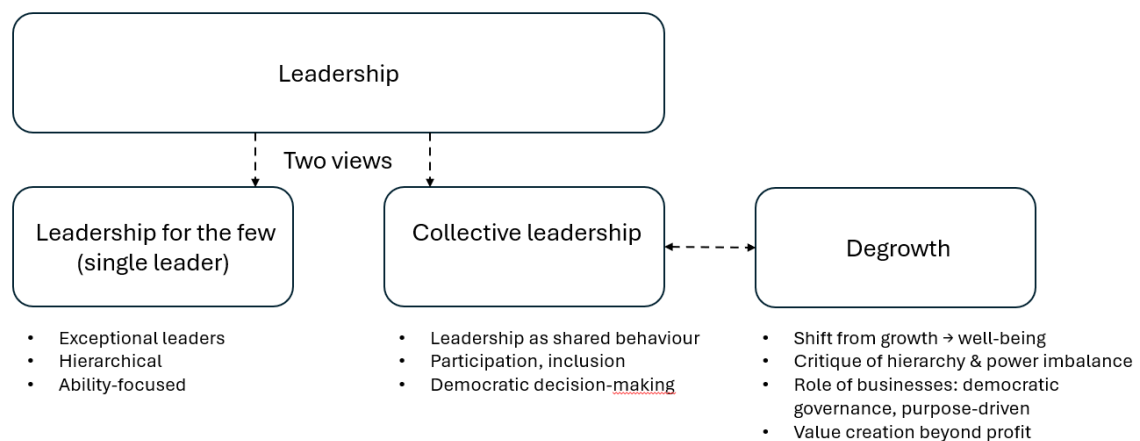 Leadership
Two views
Leadership for the few
(single leader)
Collective leadership
Degrowth
• Exceptional leaders
• Hierarchical
• Ability-focused
• Leadership as shared behaviour
• Participation, inclusion
• Democratic decision-making
• Shift from growth → well-being
• Critique of hierarchy & power imbalance
• Role of businesses: democratic
governance, purpose-driven
• Value creation beyond profit